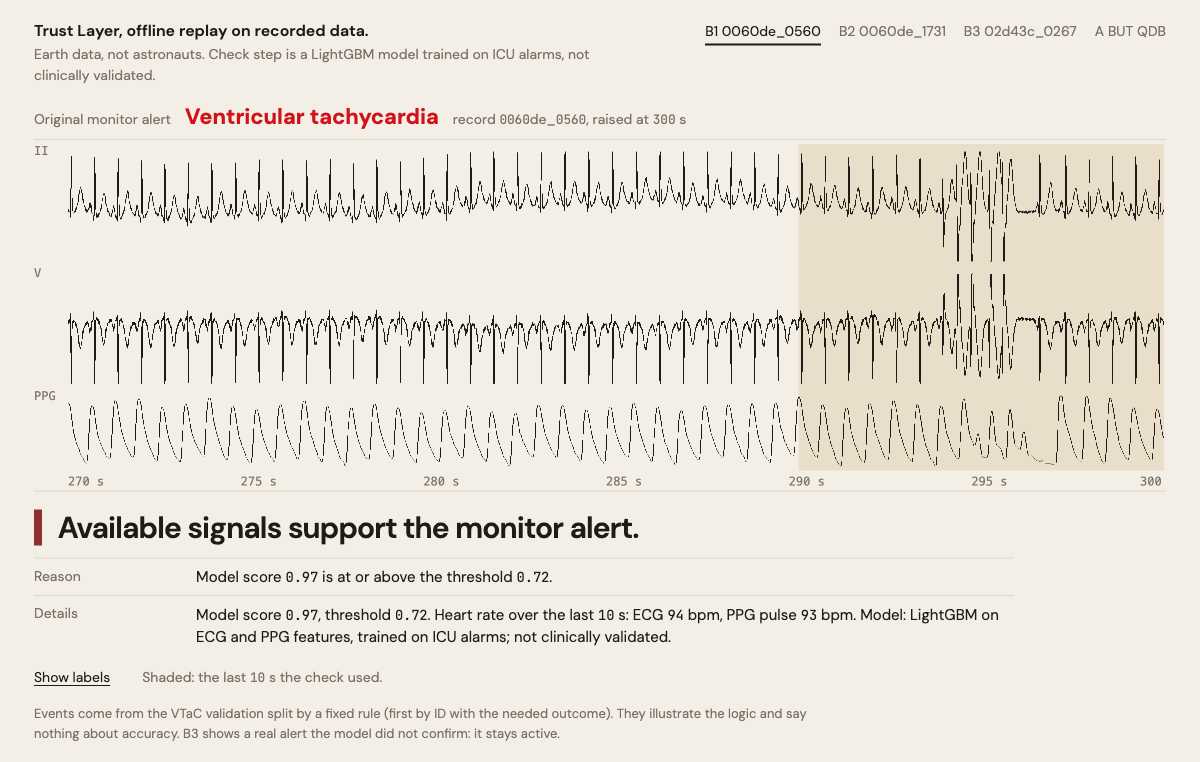 Trust Layer, offline replay on recorded data.
B1 0060de_0560 B2 0060de_1731 B3 02d43c_0267 A BUT QDB
Earth data, not astronauts. Check step is a LightGBM model trained on ICU alarms, not
clinically validated.
Original monitor alert Ventricular tachycardia record 0060de_0560, raised at 300 s
II
V
PPG
270 s 275 s 280 s 285 s 290 s 295 s 300
Available signals support the monitor alert.
Reason Model score 0.97 is at or above the threshold 0.72.
Details Model score 0.97, threshold 0.72. Heart rate over the last 10 s: ECG 94 bpm, PPG pulse 93 bpm. Model: LightGBM on
ECG and PPG features, trained on ICU alarms; not clinically validated.
Show labels Shaded: the last 10 s the check used.
Events come from the VTaC validation split by a fixed rule (first by ID with the needed outcome). They illustrate the logic and say
nothing about accuracy. B3 shows a real alert the model did not confirm: it stays active.